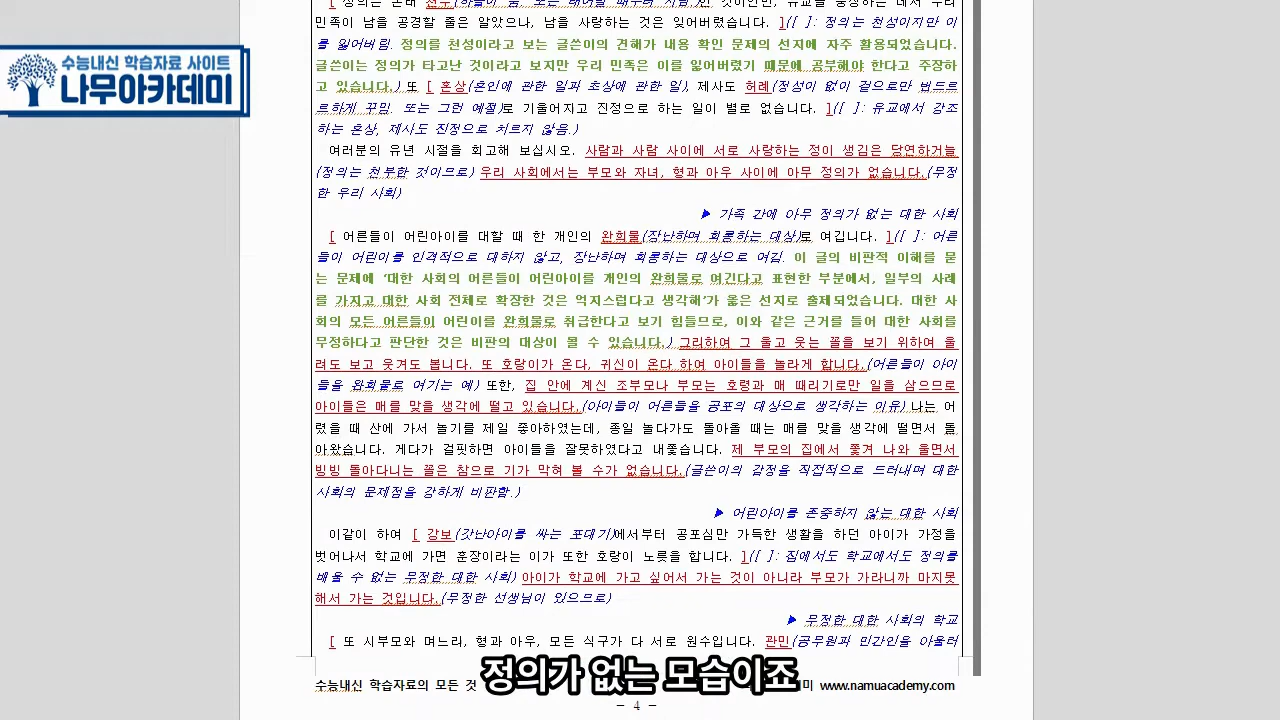 민족이 남을 공경할 줄은 알았으나, 남을 사랑하는 것은 잊어버렸습니다. ]([ ]: 정의는 천성이지만 이
를 잃어버림. 정의를 천성이라고 보는 글쓴이의 견해가 내용 확인 문제의 선지에 자주 활용되었습니다.
글쓴이는 정의가 타고난 것이라고 보지만 우리 민족은 이를 잃어버렸기 때문에 공부해야 한다고 주장하
고 있습니다.) 또 [ 혼상(혼인에 관한 일과 초상에 관한 일), 제사도 허례(정성이 없이 겉으로만 번드르
르하게 꾸밈. 또는 그런 예절)로 기울어지고 진정으로 하는 일이 별로 없습니다. ]([ ]: 유교에서 강조
하는 혼상, 제사도 진정으로 치르지 않음.)
여러분의 유년 시절을 회고해 보십시오. 사람과 사람 사이에 서로 사랑하는 정이 생김은 당연하거늘
(정의는 천부한 것이므로) 우리 사회에서는 부모와 자녀, 형과 아우 사이에 아무 정의가 없습니다.(무정
한 우리 사회)
▶ 가족 간에 아무 정의가 없는 대한 사회
[ 어른들이 어린아이를 대할 때 한 개인의 완희물(장난하며 희롱하는 대상)로 여깁니다. ]([ ]: 어른
들이 어린이를 인격적으로 대하지 않고, 장난하며 희롱하는 대상으로 여김. 이 글의 비판적 이해를 묻
는 문제에 ‘대한 사회의 어른들이 어린아이를 개인의 완희물로 여긴다고 표현한 부분에서, 일부의 사례
를 가지고 대한 사회 전체로 확장한 것은 억지스럽다고 생각해’가 옳은 선지로 출제되었습니다. 대한 사
회의 모든 어른들이 어린이를 완희물로 취급한다고 보기 힘들므로, 이와 같은 근거를 들어 대한 사회를
무정하다고 판단한 것은 비판의 대상이 될 수 있습니다.) 그리하여 그 울고 웃는 꼴을 보기 위하여 울
려도 보고 웃겨도 봅니다. 또 호랑이가 온다, 귀신이 온다 하여 아이들을 놀라게 합니다.(어른들이 아이
들을 완희물로 여기는 예) 또한, 집 안에 계신 조부모나 부모는 호령과 매 때리기로만 일을 삼으므로
아이들은 매를 맞을 생각에 떨고 있습니다.(아이들이 어른들을 공포의 대상으로 생각하는 이유) 나는 어
렸을 때 산에 가서 놀기를 제일 좋아하였는데, 종일 놀다가도 돌아올 때는 매를 맞을 생각에 떨면서 돌
아왔습니다. 게다가 걸핏하면 아이들을 잘못하였다고 내쫓습니다. 제 부모의 집에서 쫓겨 나와 울면서
빙빙 돌아다니는 꼴은 참으로 기가 막혀 볼 수가 없습니다.(글쓴이의 감정을 직접적으로 드러내며 대한
사회의 문제점을 강하게 비판함.)
▶ 어린아이를 존중하지 않는 대한 사회
이같이 하여 [ 강보(갓난아이를 싸는 포대기)에서부터 공포심만 가득한 생활을 하던 아이가 가정을
벗어나서 학교에 가면 훈장이라는 이가 또한 호랑이 노릇을 합니다. ]([ ]: 집에서도 학교에서도 정의를
배울 수 없는 무정한 대한 사회) 아이가 학교에 가고 싶어서 가는 것이 아니라 부모가 가라니까 마지못
해서 가는 것입니다.(무정한 선생님이 있으므로)
▶ 무정한 대한 사회의 학교
[ 또 시부모와 며느리, 형과 아우, 모든 식구가 다 서로 원수입니다. 관민(공무원과 민간인을 아울러
수능내신 학습자료 사이트
나무아카데미
정의가 없는 모습이죠
수능내신 학습자료의 모든 것
미 www.namuacademy.com
- 4 -